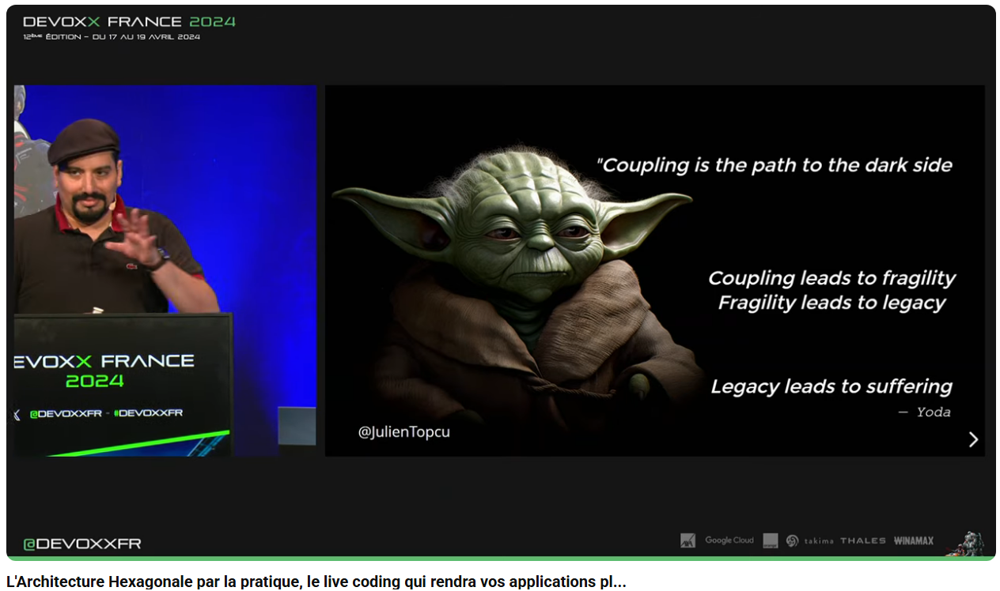 DEVOXX FRANCE 2024
12ème ÉDITION - DU 17 AU 19 AVRIL 2024
"Coupling is the path to the dark side
Coupling leads to fragility
Fragility leads to legacy
Legacy leads to suffering
— Yoda
@JulienTopcu
EVOXX FRANCE
2024
@DEVOXXFR - #DEVOXXFR
@DEVOXXFR
Google Cloud takima THALES WINAMAX
L'Architecture Hexagonale par la pratique, le live coding qui rendra vos applications pl...